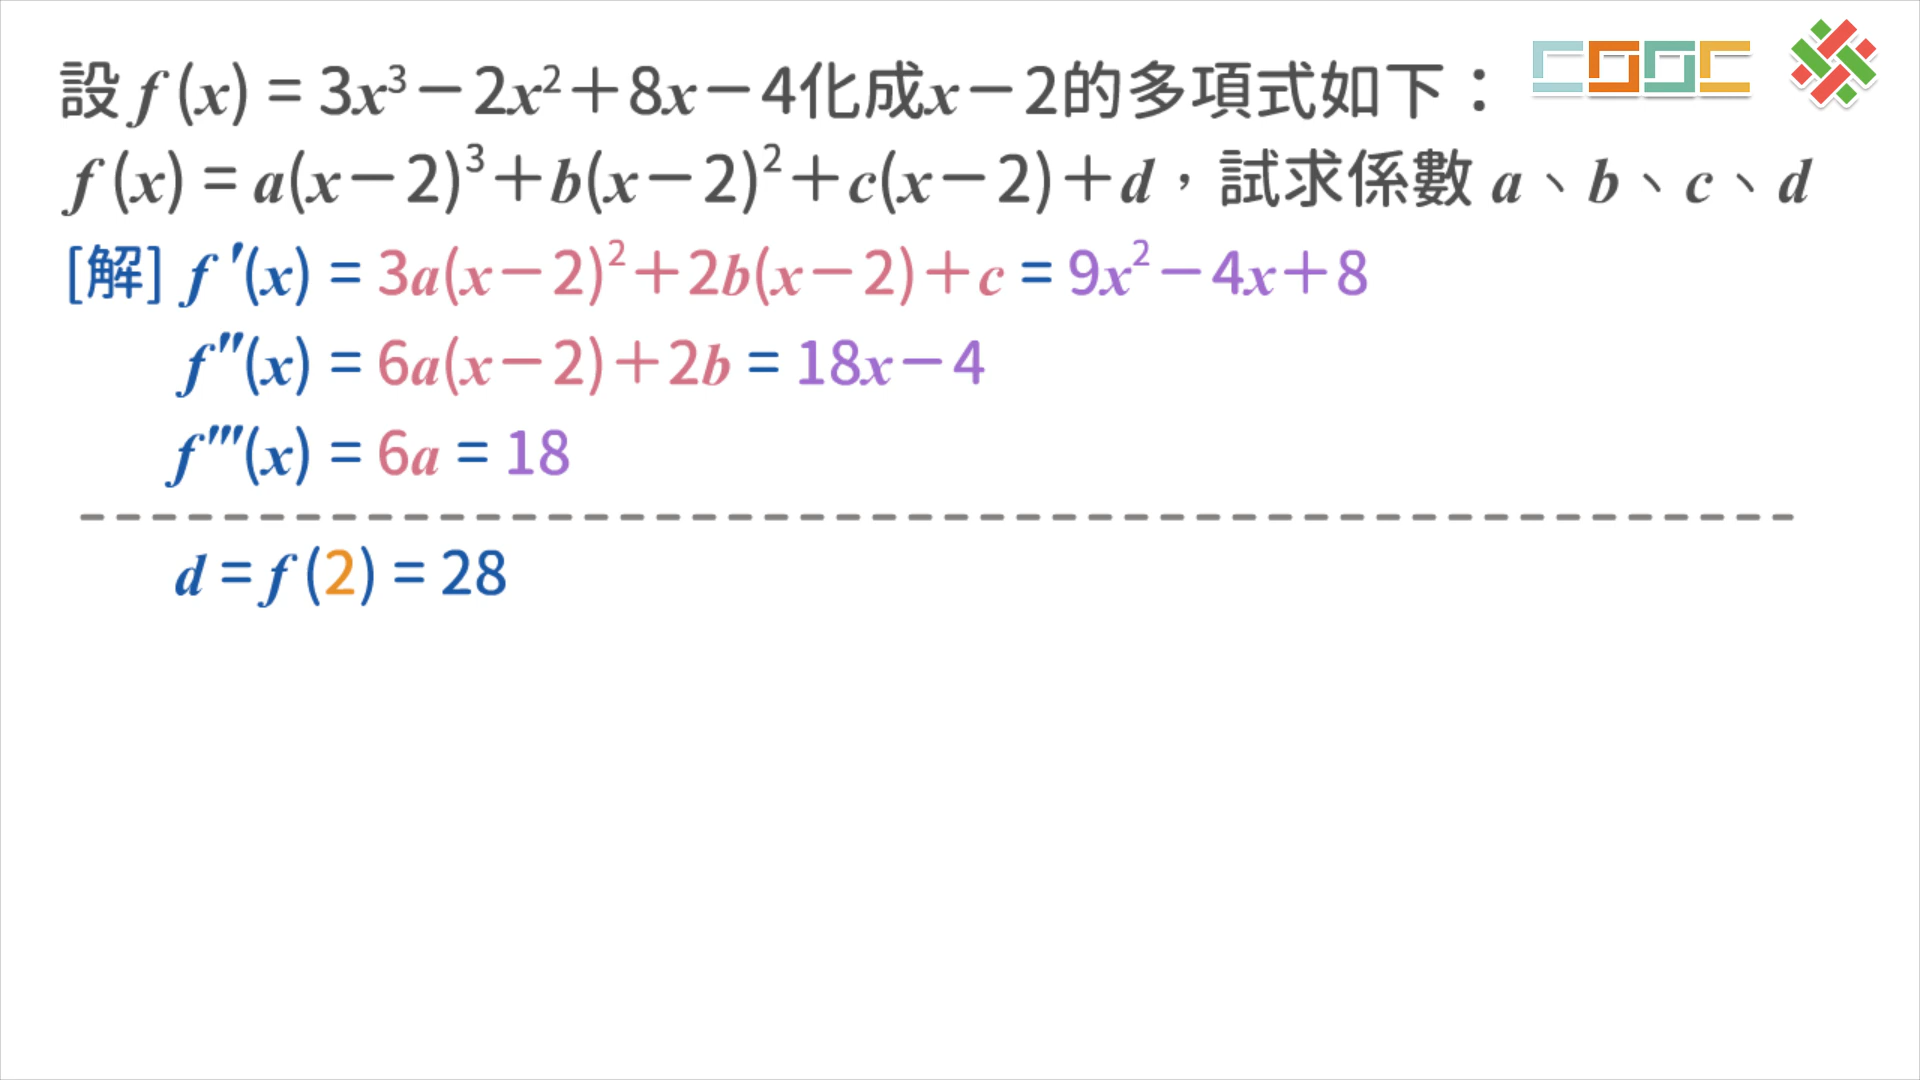 設 f (x) = 3x³－2x²＋8x－4化成x－2的多項式如下：
f (x) = a(x－2)³＋b(x－2)²＋c(x－2)＋d，試求係數 a、b、c、d
[解] f ′(x) = 3a(x－2)²＋2b(x－2)＋c = 9x²－4x＋8
f ″(x) = 6a(x－2)＋2b = 18x－4
f ‴(x) = 6a = 18
d = f (2) = 28